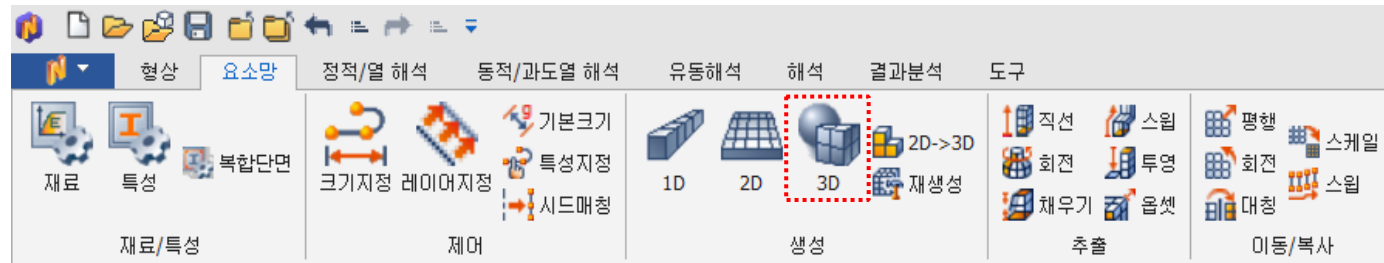 형상 요소망 정적/열 해석 동적/과도열 해석 유동해석 해석 결과분석 도구
재료 특성 복합단면
재료/특성
크기지정 레이어지정 기본크기
특성지정
시드매칭
제어
1D 2D 3D 2D->3D
재생성
생성
직선 스윕
회전 투영
채우기 옵셋
추출
평행 스케일
회전 스윕
대칭
이동/복사